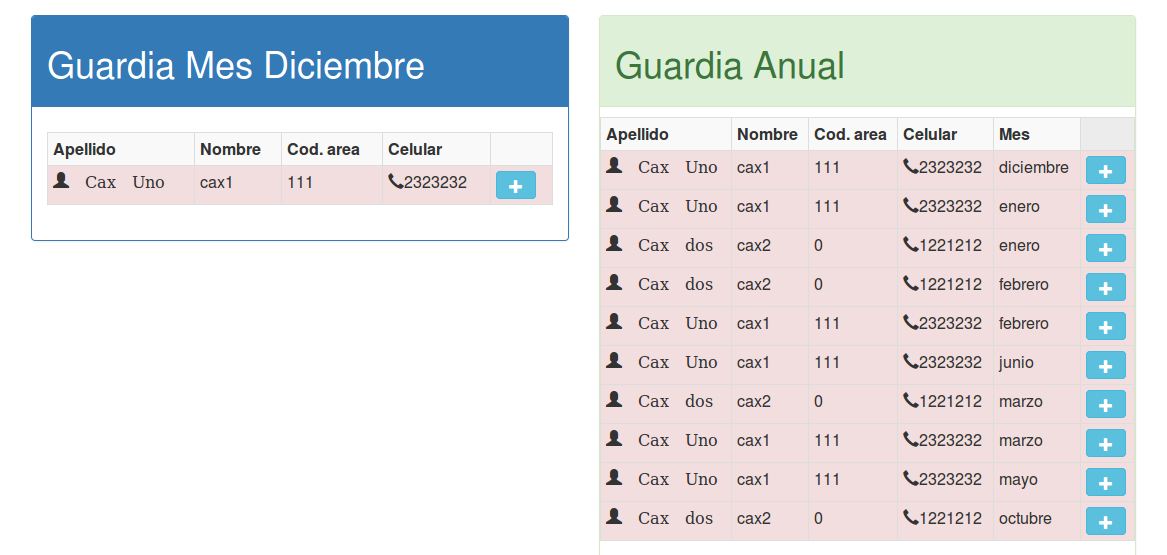 Guardia Mes Diciembre
Apellido Nombre Cod. area Celular
Cax Uno cax1 111 2323232
Guardia Anual
Apellido Nombre Cod. area Celular Mes
Cax Uno cax1 111 2323232 diciembre
Cax Uno cax1 111 2323232 enero
Cax dos cax2 0 1221212 enero
Cax dos cax2 0 1221212 febrero
Cax Uno cax1 111 2323232 febrero
Cax Uno cax1 111 2323232 junio
Cax dos cax2 0 1221212 marzo
Cax Uno cax1 111 2323232 marzo
Cax Uno cax1 111 2323232 mayo
Cax dos cax2 0 1221212 octubre